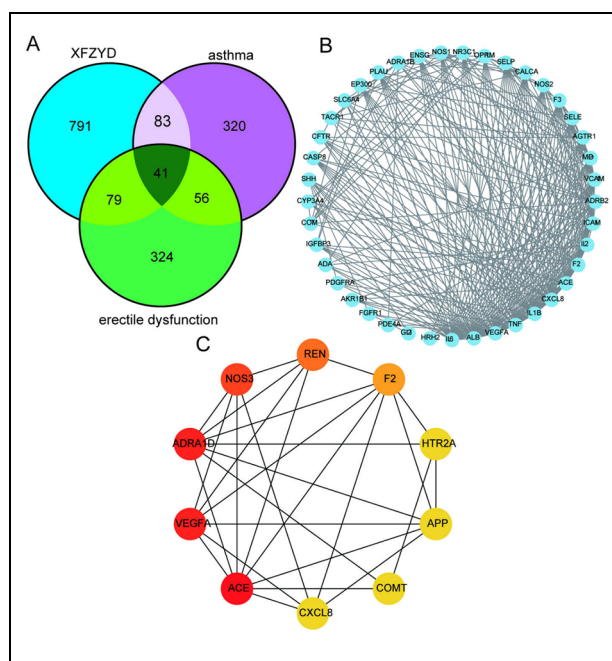 A
XFZYD
asthma
791
83
320
41
79
56
324
erectile dysfunction
B
ENSG
NOS1
NR3C1
OPRM
SELP
CALCA
NOS2
F3
SELE
AGTR1
VCAM
ADRB2
ICAM
Il2
F2
ACE
CXCL8
IL1B
TNF
VEGFA
ALB
Il6
HRH2
PDE4A
FGFR1
AKR1B1
PDGFRA
ADA
IGFBP3
COM
CYP3A4
SHH
CASP8
CFTR
TACR1
SLC6A4
EP300
PLAU
ADRA1B
C
REN
NOS3
F2
ADRA1D
HTR2A
VEGFA
APP
ACE
COMT
CXCL8